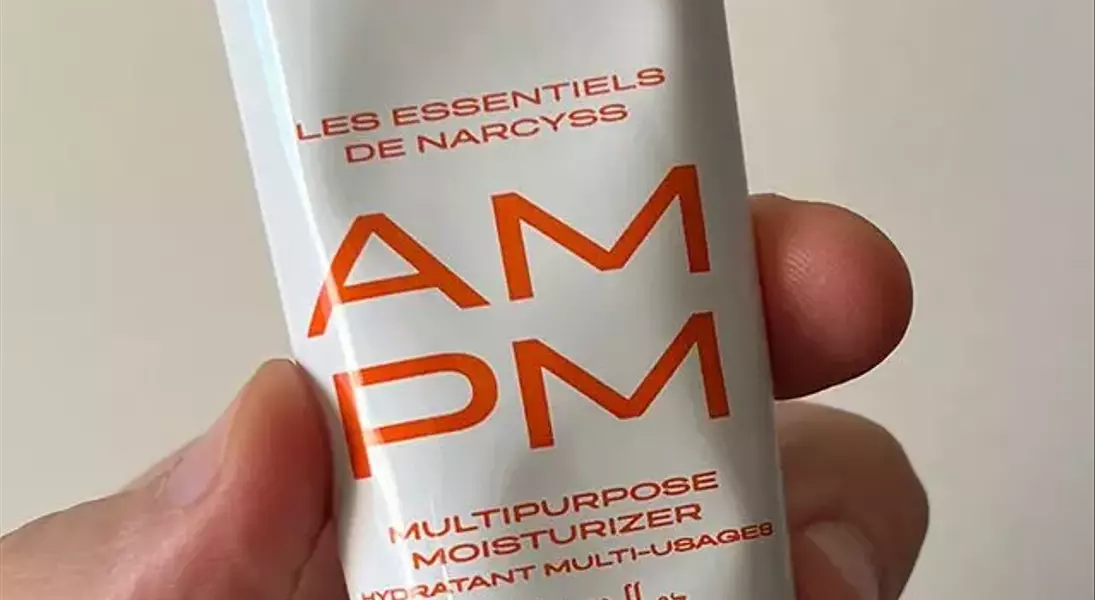 LES ESSENTIELS
DE NARCYSS
AM
PM
MULTIPURPOSE
MOISTURIZER
HYDRATANT MULTI-USAGES